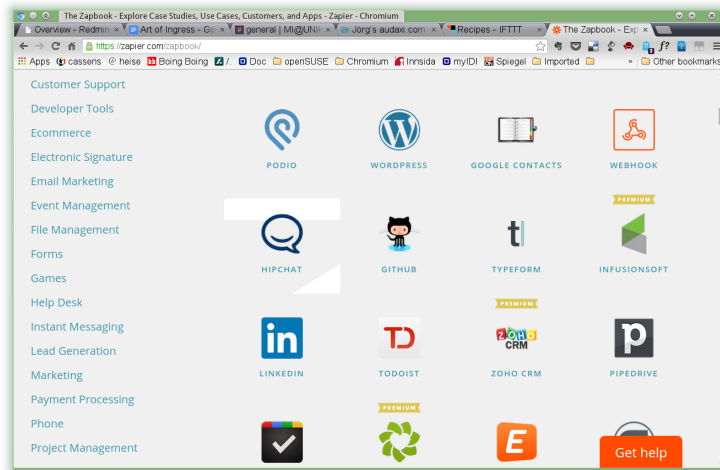 The Zapbook - Explore Case Studies, Use Cases, Customers, and Apps - Zapier - Chromium
Overview - Redmin
Art of Ingress - Go
general | MI@UNI
Jörg's audaxi.com
Recipes - IFTTT
The Zapbook - Exp
https://zapier.com/zapbook/
f?
Apps
cassens
heise
Boing Boing
/.
Doc
openSUSE
Chromium
Innsida
myIDI
Spiegel
Imported
»
Other bookmarks
Customer Support
Developer Tools
Ecommerce
Electronic Signature
Email Marketing
Event Management
File Management
Forms
Games
Help Desk
Instant Messaging
Lead Generation
Marketing
Payment Processing
Phone
Project Management
PODIO
WORDPRESS
GOOGLE CONTACTS
WEBHOOK
PREMIUM
HIPCHAT
GITHUB
TYPEFORM
INFUSIONSOFT
PREMIUM
in
ZOHO
CRM
LINKEDIN
TODOIST
ZOHO CRM
PIPEDRIVE
PREMIUM
E
Get help